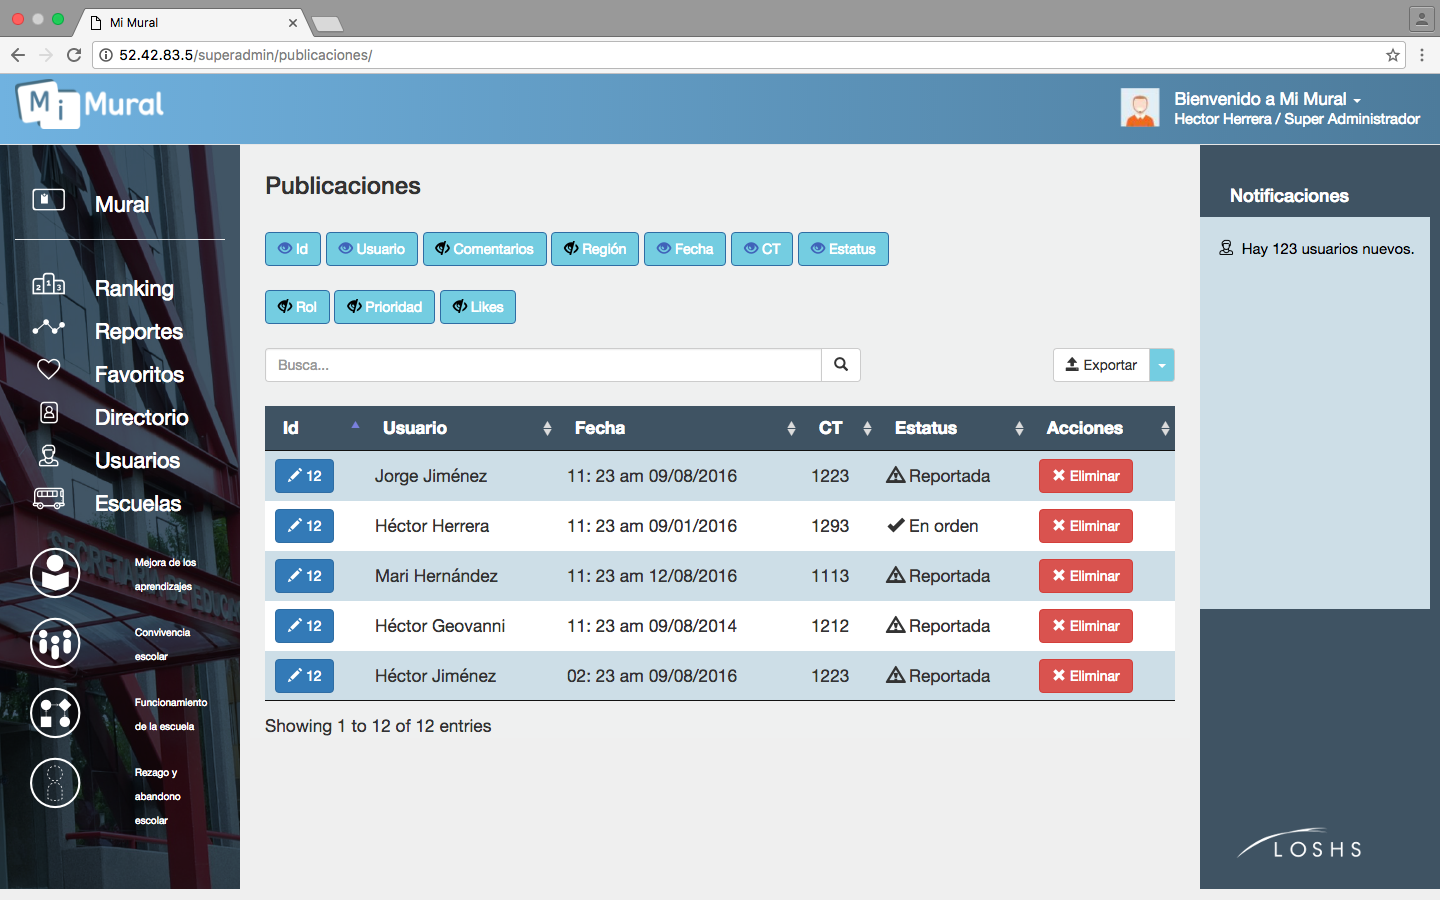 Mi Mural
52.42.83.5/superadmin/publicaciones/
Mi Mural
Bienvenido a Mi Mural
Hector Herrera / Super Administrador
Mural
Ranking
Reportes
Favoritos
Directorio
Usuarios
Escuelas
Mejora de los
aprendizajes
Convivencia
escolar
Funcionamiento
de la escuela
Rezago y
abandono
escolar
Publicaciones
Id Usuario Comentarios Región Fecha CT Estatus
Rol Prioridad Likes
Busca... Exportar
Id Usuario Fecha CT Estatus Acciones
12 Jorge Jiménez 11: 23 am 09/08/2016 1223 Reportada Eliminar
12 Héctor Herrera 11: 23 am 09/01/2016 1293 En orden Eliminar
12 Mari Hernández 11: 23 am 12/08/2016 1113 Reportada Eliminar
12 Héctor Geovanni 11: 23 am 09/08/2014 1212 Reportada Eliminar
12 Héctor Jiménez 02: 23 am 09/08/2016 1223 Reportada Eliminar
Showing 1 to 12 of 12 entries
Notificaciones
Hay 123 usuarios nuevos.
LOSHS